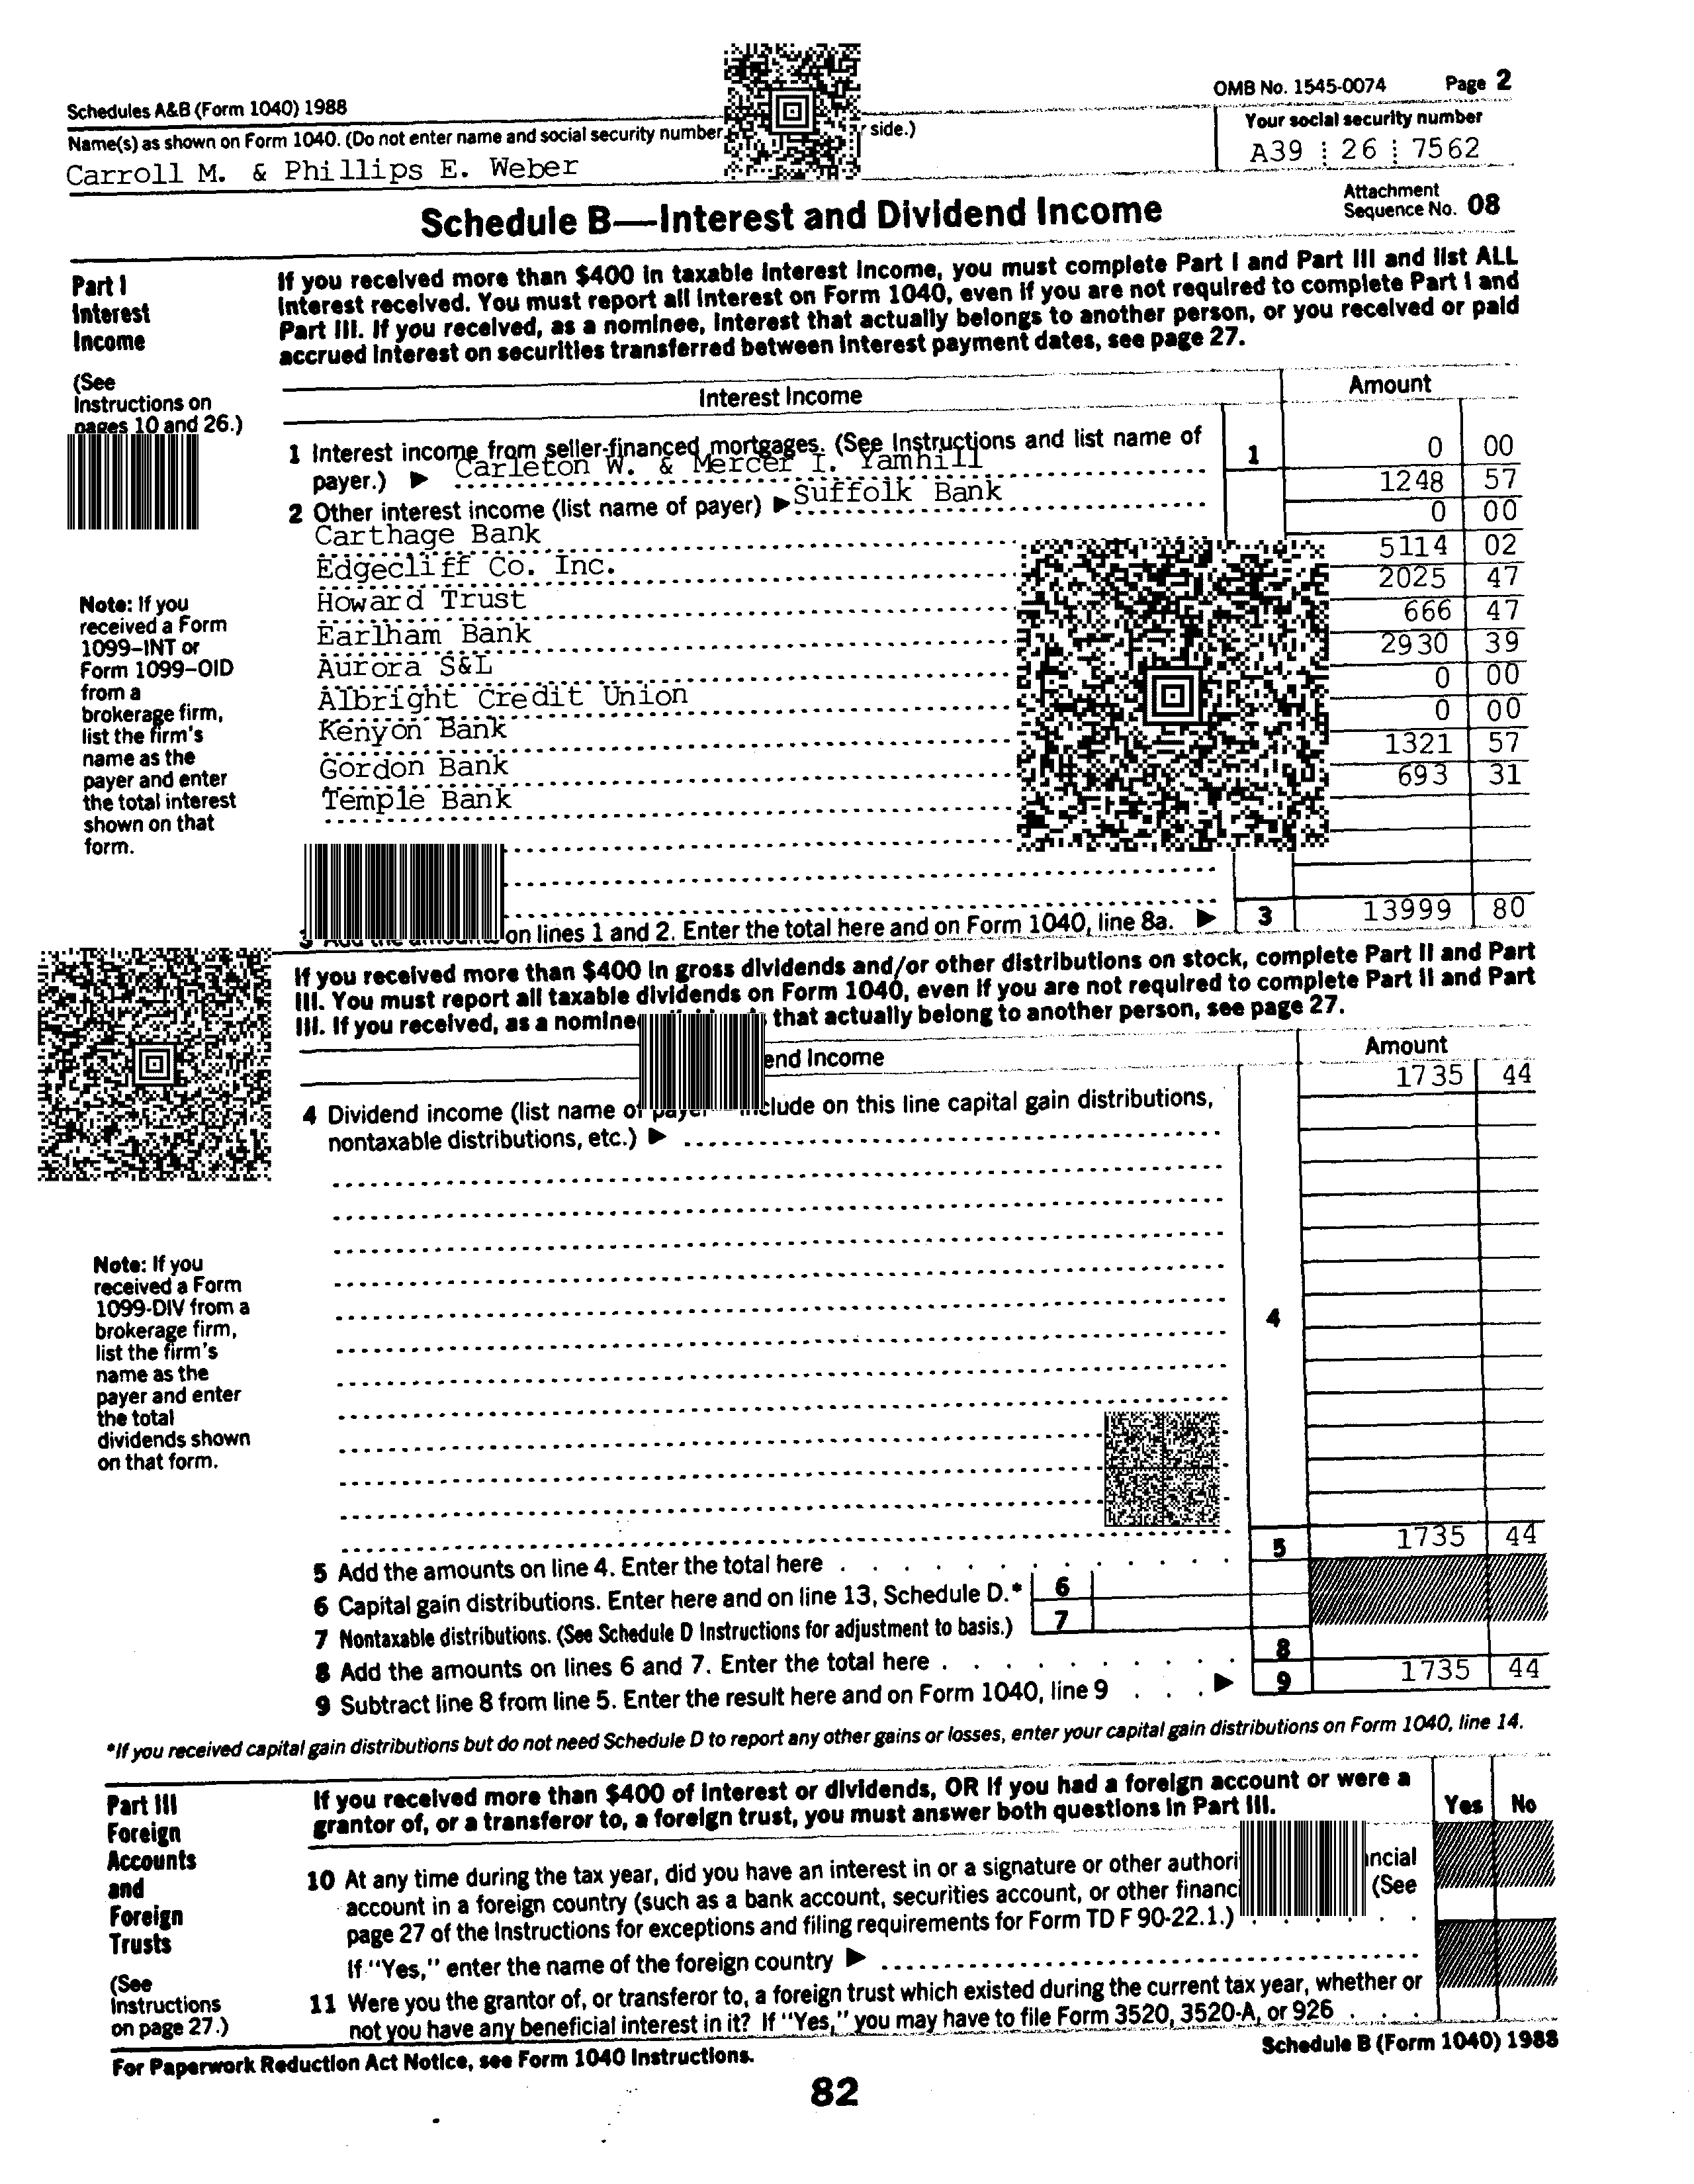 OMB No. 1545-0074 Page 2
Schedules A&B (Form 1040) 1988
Name(s) as shown on Form 1040. (Do not enter name and social security number side.)
Your social security number
Carroll M. & Phillips E. Weber
A39 26 7562
Schedule B—Interest and Dividend Income
Attachment
Sequence No. 08
Part I
Interest
Income
(See
Instructions on
pages 10 and 26.)
If you received more than $400 in taxable interest income, you must complete Part I and Part III and list ALL
interest received. You must report all interest on Form 1040, even if you are not required to complete Part I and
Part III. If you received, as a nominee, interest that actually belongs to another person, or you received or paid
accrued interest on securities transferred between interest payment dates, see page 27.
Interest Income
Amount
1 Interest income from seller-financed mortgages. (See Instructions and list name of
payer.) ▶ Carleton W. & Mercer I. Yamhill
1
0 00
2 Other interest income (list name of payer) ▶ Suffolk Bank
1248 57
Carthage Bank
0 00
Edgecliff Co. Inc.
5114 02
Howard Trust
2025 47
Earlham Bank
666 47
Aurora S&L
2930 39
Albright Credit Union
0 00
Kenyon Bank
0 00
Gordon Bank
1321 57
Temple Bank
693 31
Note: If you
received a Form
1099–INT or
Form 1099–OID
from a
brokerage firm,
list the firm's
name as the
payer and enter
the total interest
shown on that
form.
on lines 1 and 2. Enter the total here and on Form 1040, line 8a. ▶
3
13999 80
If you received more than $400 in gross dividends and/or other distributions on stock, complete Part II and Part
III. You must report all taxable dividends on Form 1040, even if you are not required to complete Part II and Part
III. If you received, as a nominee that actually belong to another person, see page 27.
Income
Amount
1735 44
4 Dividend income (list name of on this line capital gain distributions,
nontaxable distributions, etc.) ▶
4
Note: If you
received a Form
1099-DIV from a
brokerage firm,
list the firm's
name as the
payer and enter
the total
dividends shown
on that form.
5 Add the amounts on line 4. Enter the total here
5
1735 44
6 Capital gain distributions. Enter here and on line 13, Schedule D.*
6
7 Nontaxable distributions. (See Schedule D Instructions for adjustment to basis.)
7
8 Add the amounts on lines 6 and 7. Enter the total here
8
9 Subtract line 8 from line 5. Enter the result here and on Form 1040, line 9 ▶
9
1735 44
*If you received capital gain distributions but do not need Schedule D to report any other gains or losses, enter your capital gain distributions on Form 1040, line 14.
Part III
Foreign
Accounts
and
Foreign
Trusts
(See
Instructions
on page 27.)
If you received more than $400 of interest or dividends, OR if you had a foreign account or were a
grantor of, or a transferor to, a foreign trust, you must answer both questions in Part III.
Yes No
10 At any time during the tax year, did you have an interest in or a signature or other
account in a foreign country (such as a bank account, securities account, or other (See
page 27 of the Instructions for exceptions and filing requirements for Form TD F 90-22.1.)
If "Yes," enter the name of the foreign country ▶
11 Were you the grantor of, or transferor to, a foreign trust which existed during the current tax year, whether or
not you have any beneficial interest in it? If "Yes," you may have to file Form 3520, 3520-A, or 926
For Paperwork Reduction Act Notice, see Form 1040 Instructions.
Schedule B (Form 1040) 1988
82